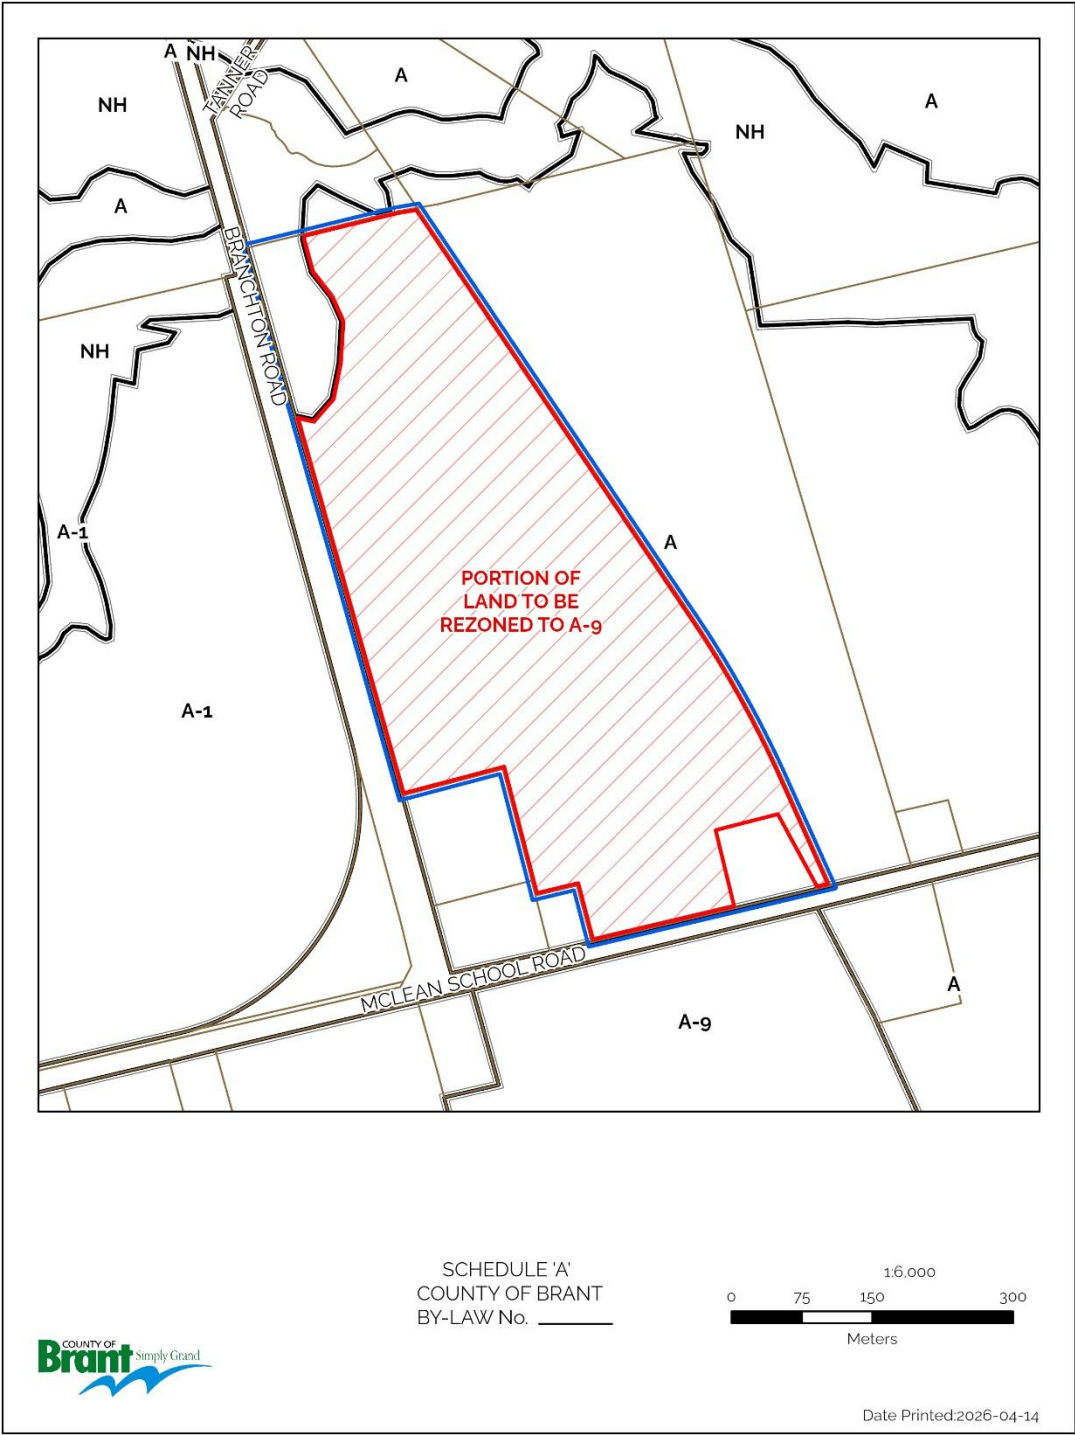 A NH
TANNER
ROAD
A
NH
A
NH
A
BRANCHTON ROAD
NH
A-1
A
PORTION OF
LAND TO BE
REZONED TO A-9
A-1
MCLEAN SCHOOL ROAD
A
A-9
SCHEDULE 'A'
COUNTY OF BRANT
BY-LAW No. ________
1:6,000
0 75 150 300
Meters
COUNTY OF
Brant Simply Grand
Date Printed:2026-04-14